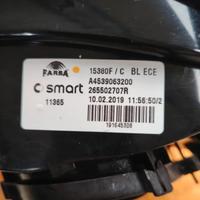 FARBA
15380F / C BL ECE
A4539063200
smart
265502707R
11365
10.02.2019 11:56:50/2
191645308